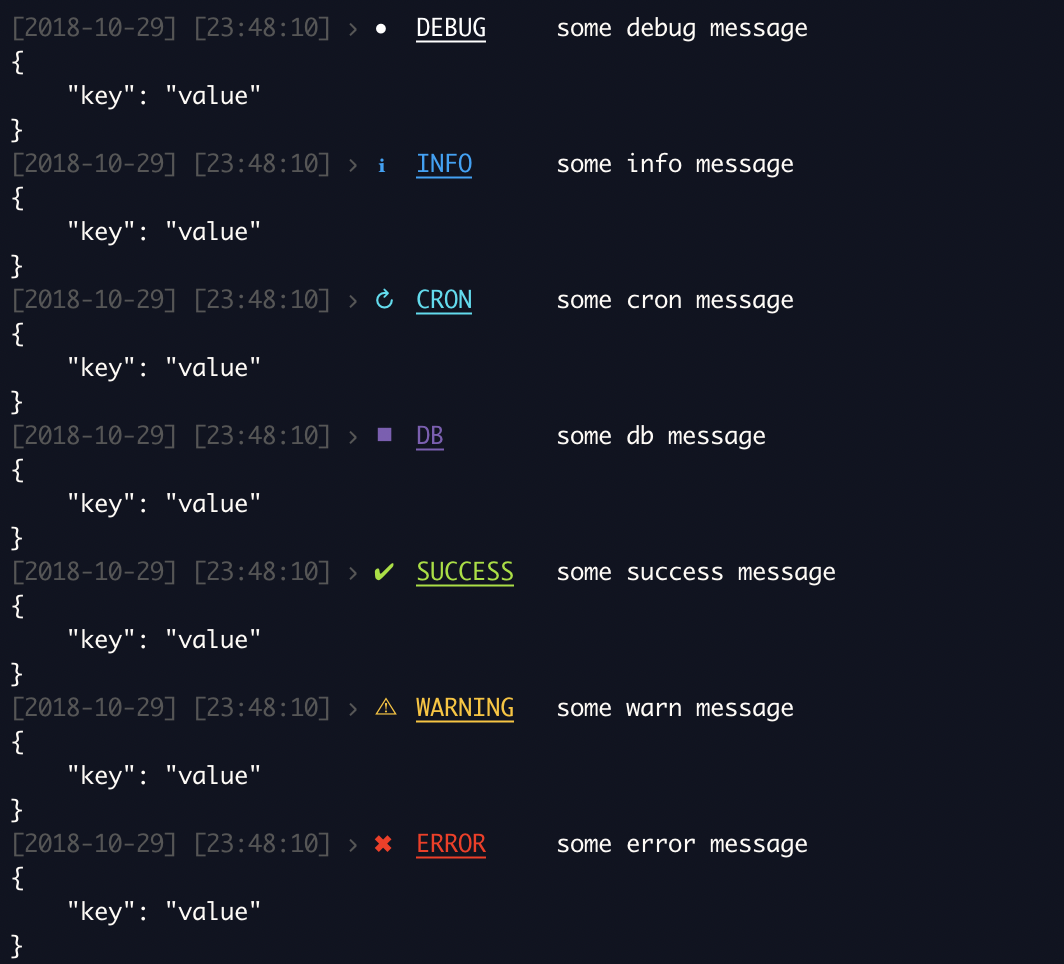 [2018-10-29] [23:48:10] › ● DEBUG     some debug message
{
    "key": "value"
}
[2018-10-29] [23:48:10] › ℹ INFO      some info message
{
    "key": "value"
}
[2018-10-29] [23:48:10] › ↻ CRON      some cron message
{
    "key": "value"
}
[2018-10-29] [23:48:10] › ■ DB        some db message
{
    "key": "value"
}
[2018-10-29] [23:48:10] › ✔ SUCCESS   some success message
{
    "key": "value"
}
[2018-10-29] [23:48:10] › ⚠ WARNING   some warn message
{
    "key": "value"
}
[2018-10-29] [23:48:10] › ✖ ERROR     some error message
{
    "key": "value"
}